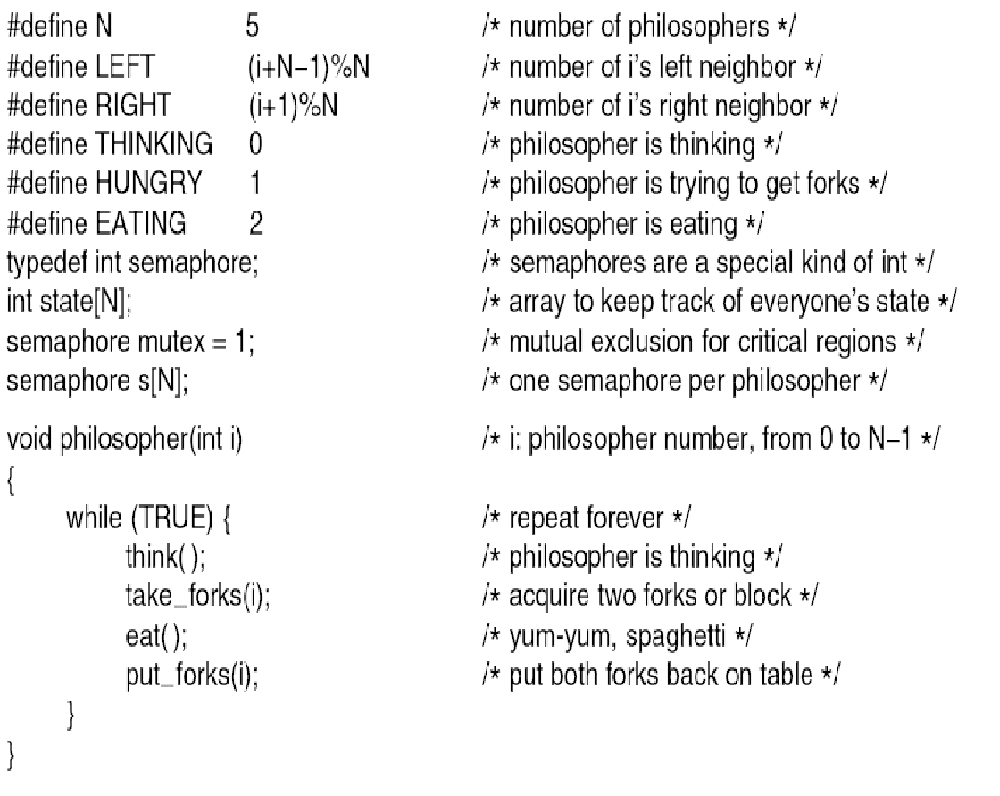 #define N 5 /* number of philosophers */
#define LEFT (i+N−1)%N /* number of i’s left neighbor */
#define RIGHT (i+1)%N /* number of i’s right neighbor */
#define THINKING 0 /* philosopher is thinking */
#define HUNGRY 1 /* philosopher is trying to get forks */
#define EATING 2 /* philosopher is eating */
typedef int semaphore; /* semaphores are a special kind of int */
int state[N]; /* array to keep track of everyone’s state */
semaphore mutex = 1; /* mutual exclusion for critical regions */
semaphore s[N]; /* one semaphore per philosopher */
void philosopher(int i) /* i: philosopher number, from 0 to N−1 */
{
while (TRUE) { /* repeat forever */
think( ); /* philosopher is thinking */
take_forks(i); /* acquire two forks or block */
eat( ); /* yum-yum, spaghetti */
put_forks(i); /* put both forks back on table */
}
}